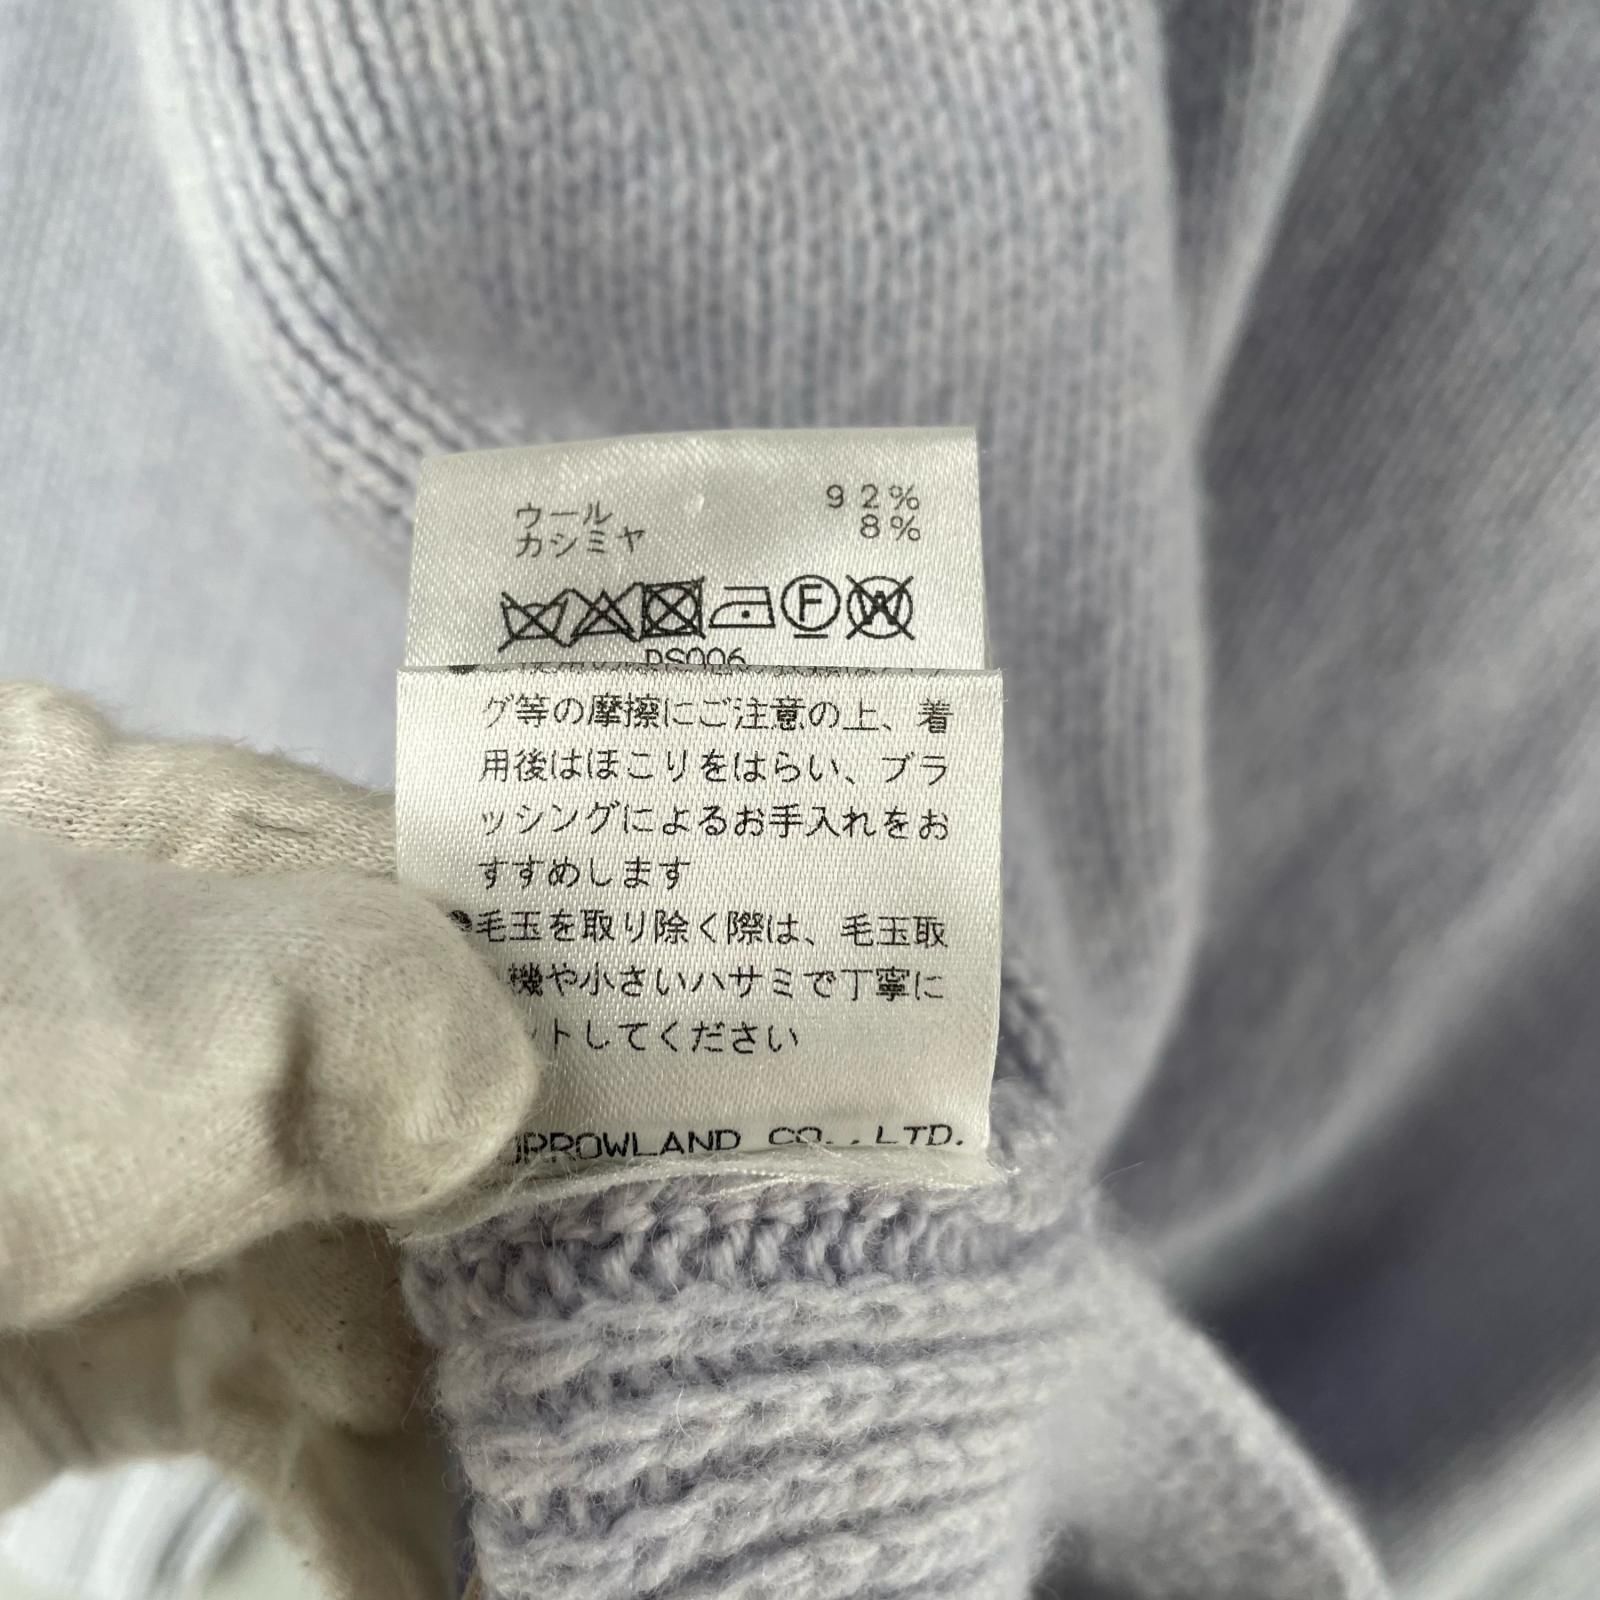 ウール 92%
カシミヤ 8%
F W
グ等の摩擦にご注意の上、着
用後はほこりをはらい、ブラ
ッシングによるお手入れをお
すすめします
●毛玉を取り除く際は、毛玉取
機や小さいハサミで丁寧に
ットしてください
ORROWLAND CO.,LTD.